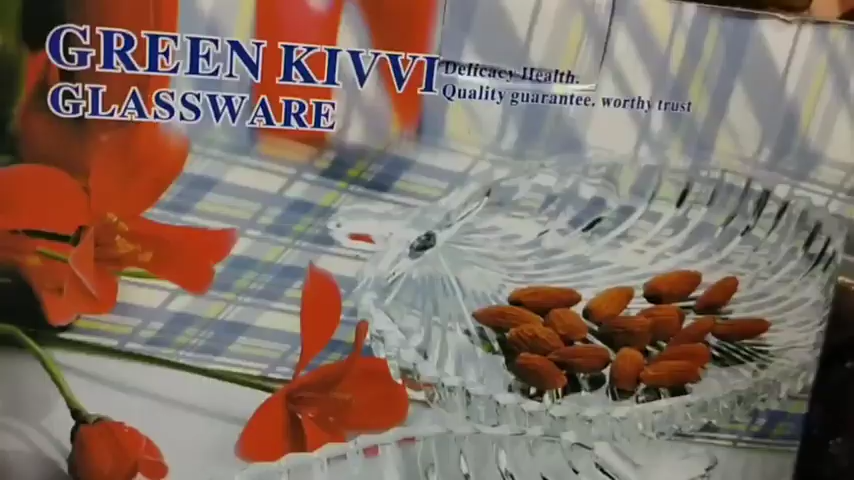 GREEN KIVVI
GLASSWARE
Delicacy Health.
Quality guarantee. worthy trust